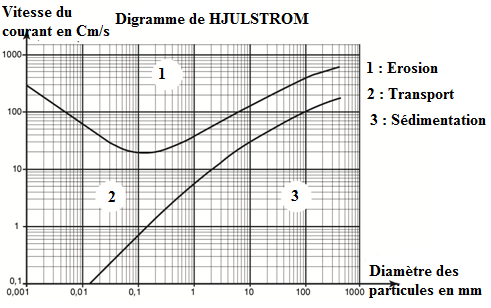 Vitesse du
courant en Cm/s
Digramme de HJULSTROM
1000
100
10
1
0,1
1
2
3
1 : Erosion
2 : Transport
3 : Sédimentation
0,001
0,01
0,1
1
10
100
1000
Diamètre des
particules en mm